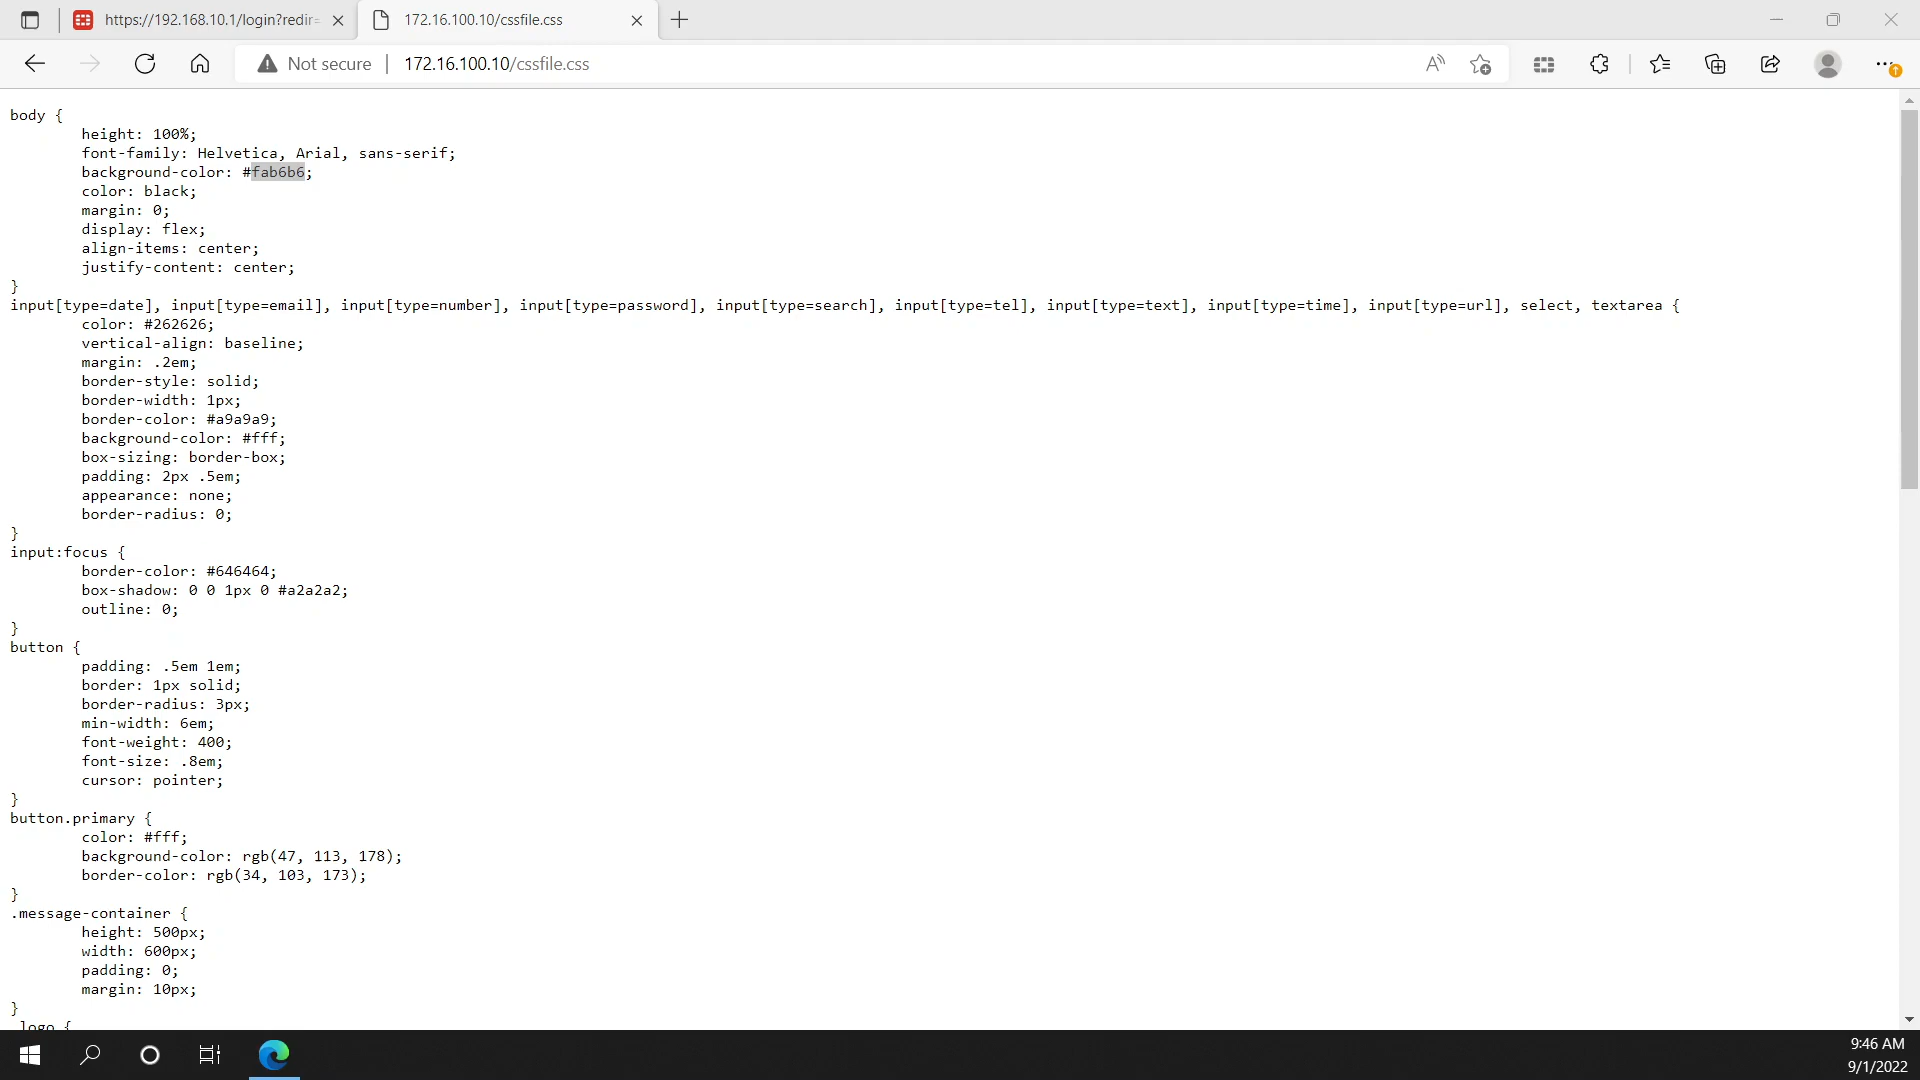 https://192.168.10.1/login?redir=
172.16.100.10/cssfile.css
Not secure
172.16.100.10/cssfile.css
body {
height: 100%;
font-family: Helvetica, Arial, sans-serif;
background-color: #fab6b6;
color: black;
margin: 0;
display: flex;
align-items: center;
justify-content: center;
}
input[type=date], input[type=email], input[type=number], input[type=password], input[type=search], input[type=tel], input[type=text], input[type=time], input[type=url], select, textarea {
color: #262626;
vertical-align: baseline;
margin: .2em;
border-style: solid;
border-width: 1px;
border-color: #a9a9a9;
background-color: #fff;
box-sizing: border-box;
padding: 2px .5em;
appearance: none;
border-radius: 0;
}
input:focus {
border-color: #646464;
box-shadow: 0 0 1px 0 #a2a2a2;
outline: 0;
}
button {
padding: .5em 1em;
border: 1px solid;
border-radius: 3px;
min-width: 6em;
font-weight: 400;
font-size: .8em;
cursor: pointer;
}
button.primary {
color: #fff;
background-color: rgb(47, 113, 178);
border-color: rgb(34, 103, 173);
}
.message-container {
height: 500px;
width: 600px;
padding: 0;
margin: 10px;
}
.logo {
9:46 AM
9/1/2022